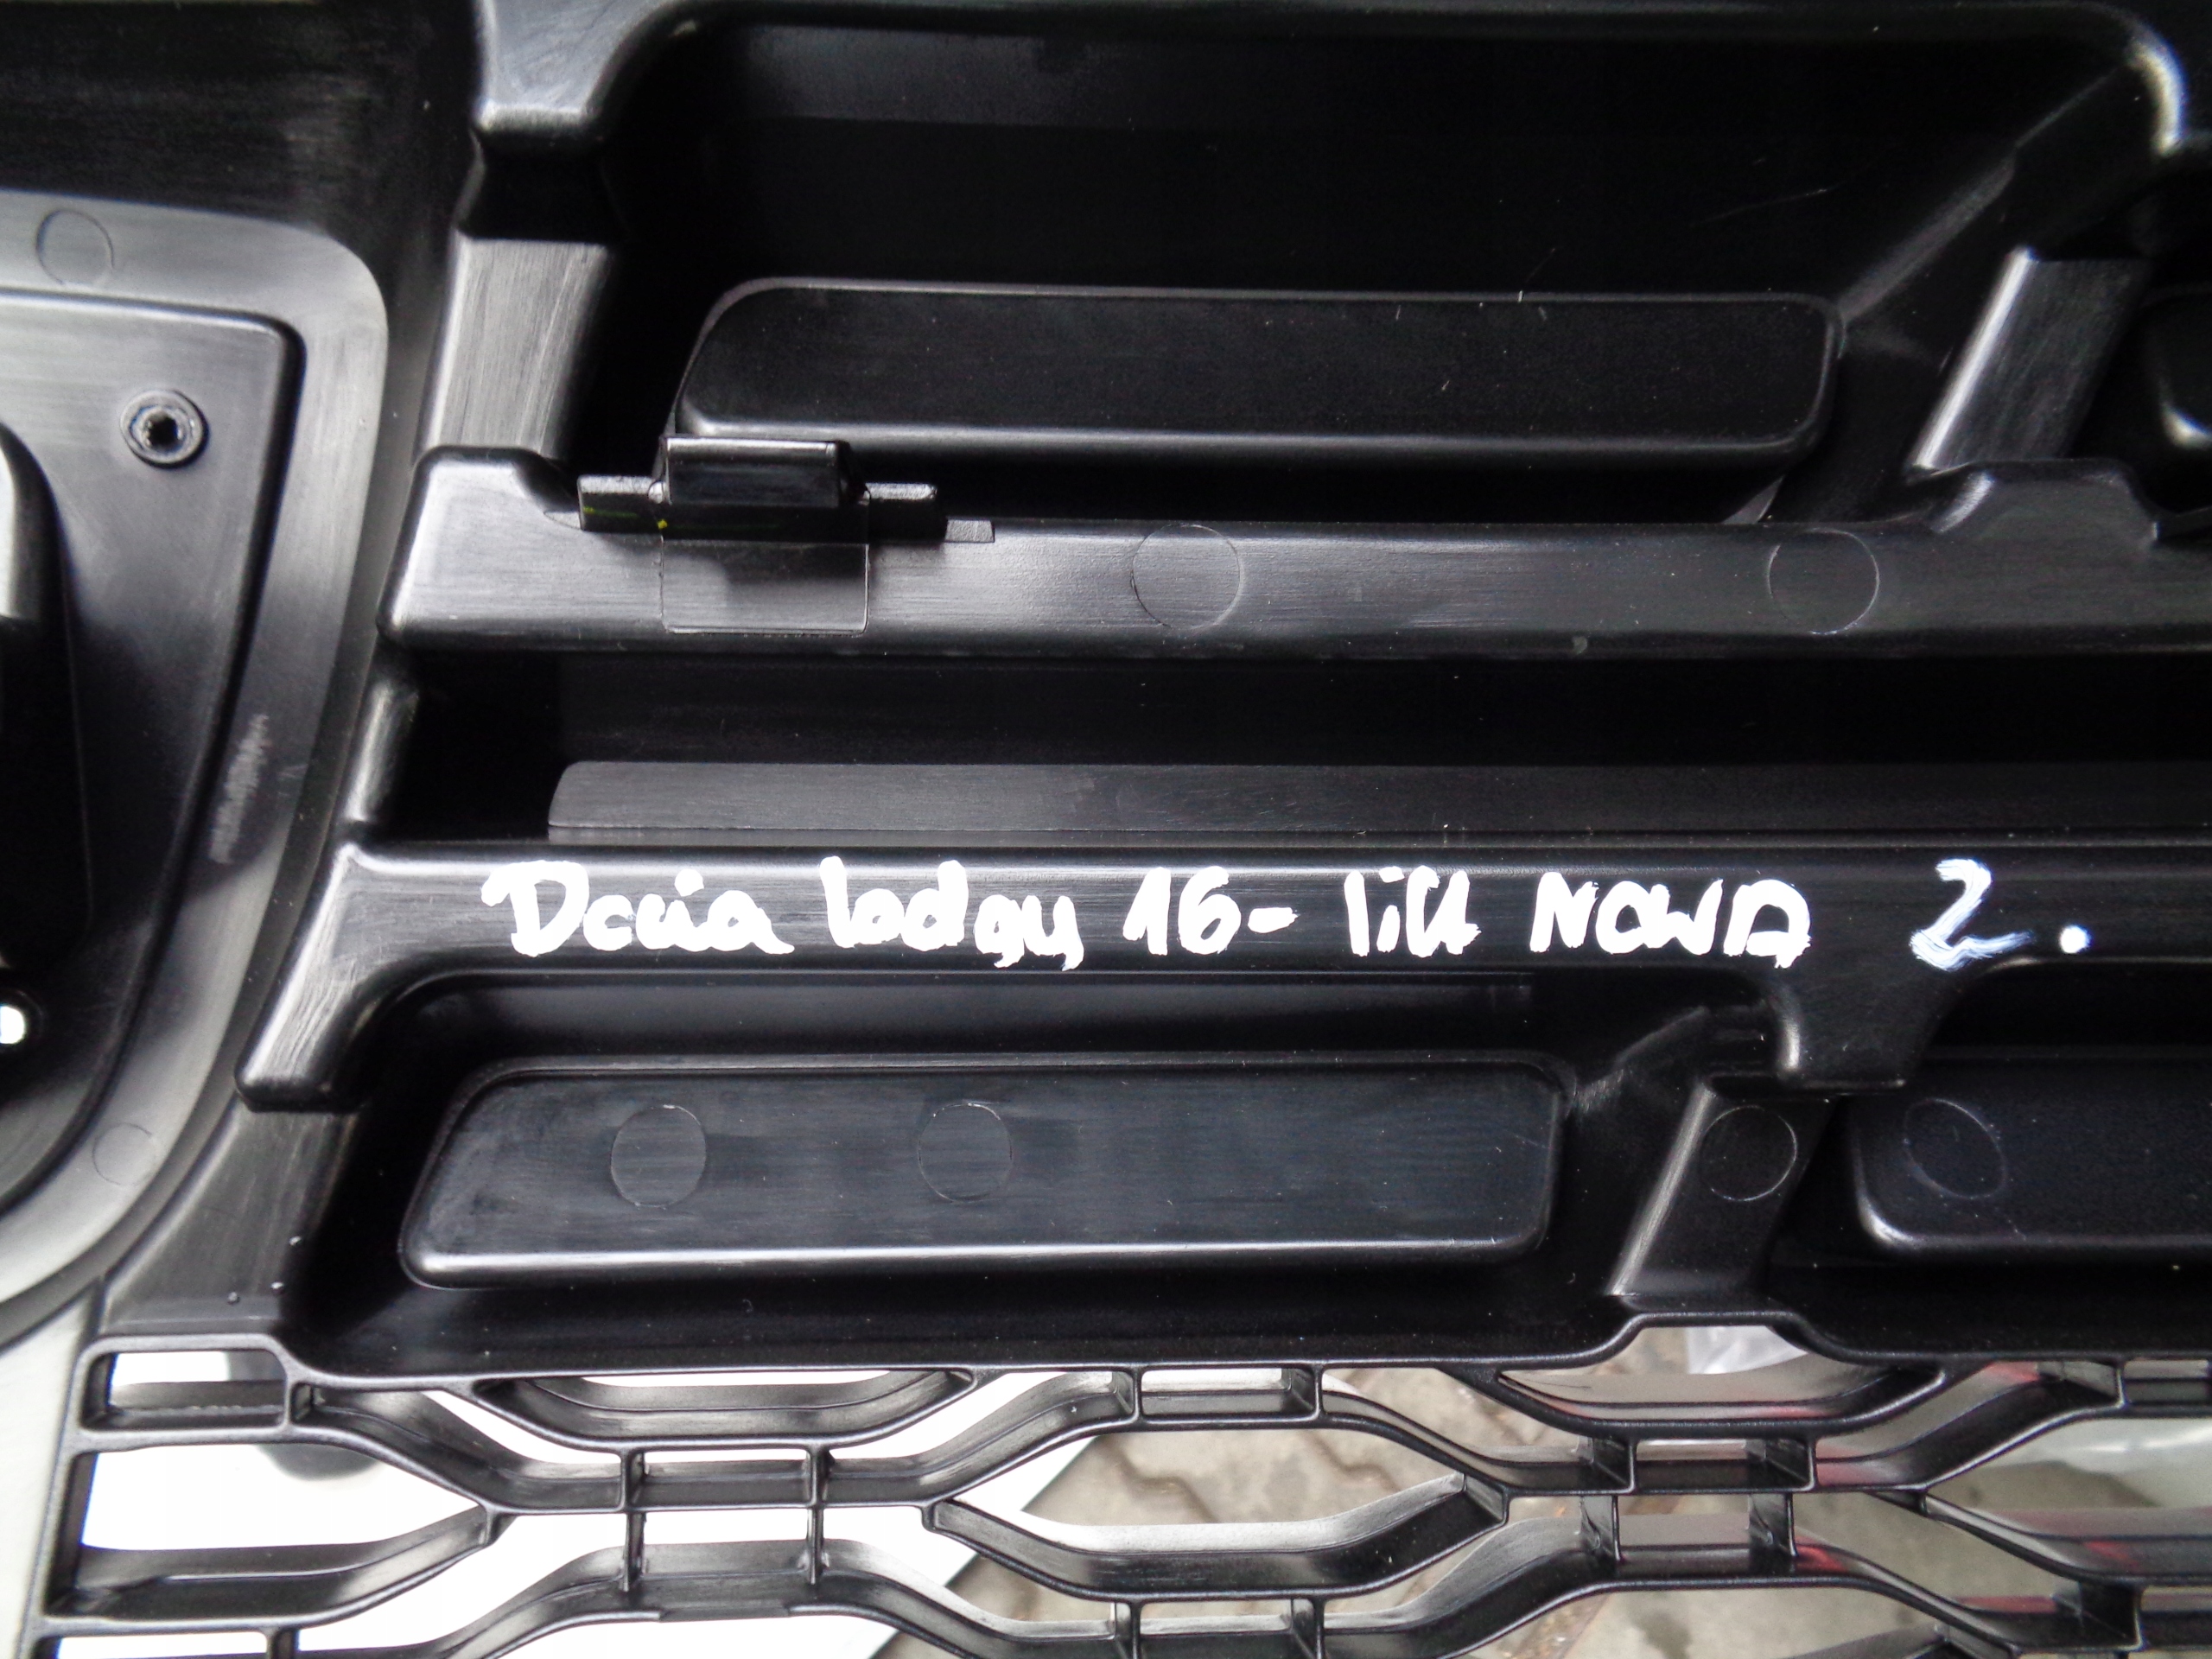 Dacia lodgy 16- lift NOWA 2.